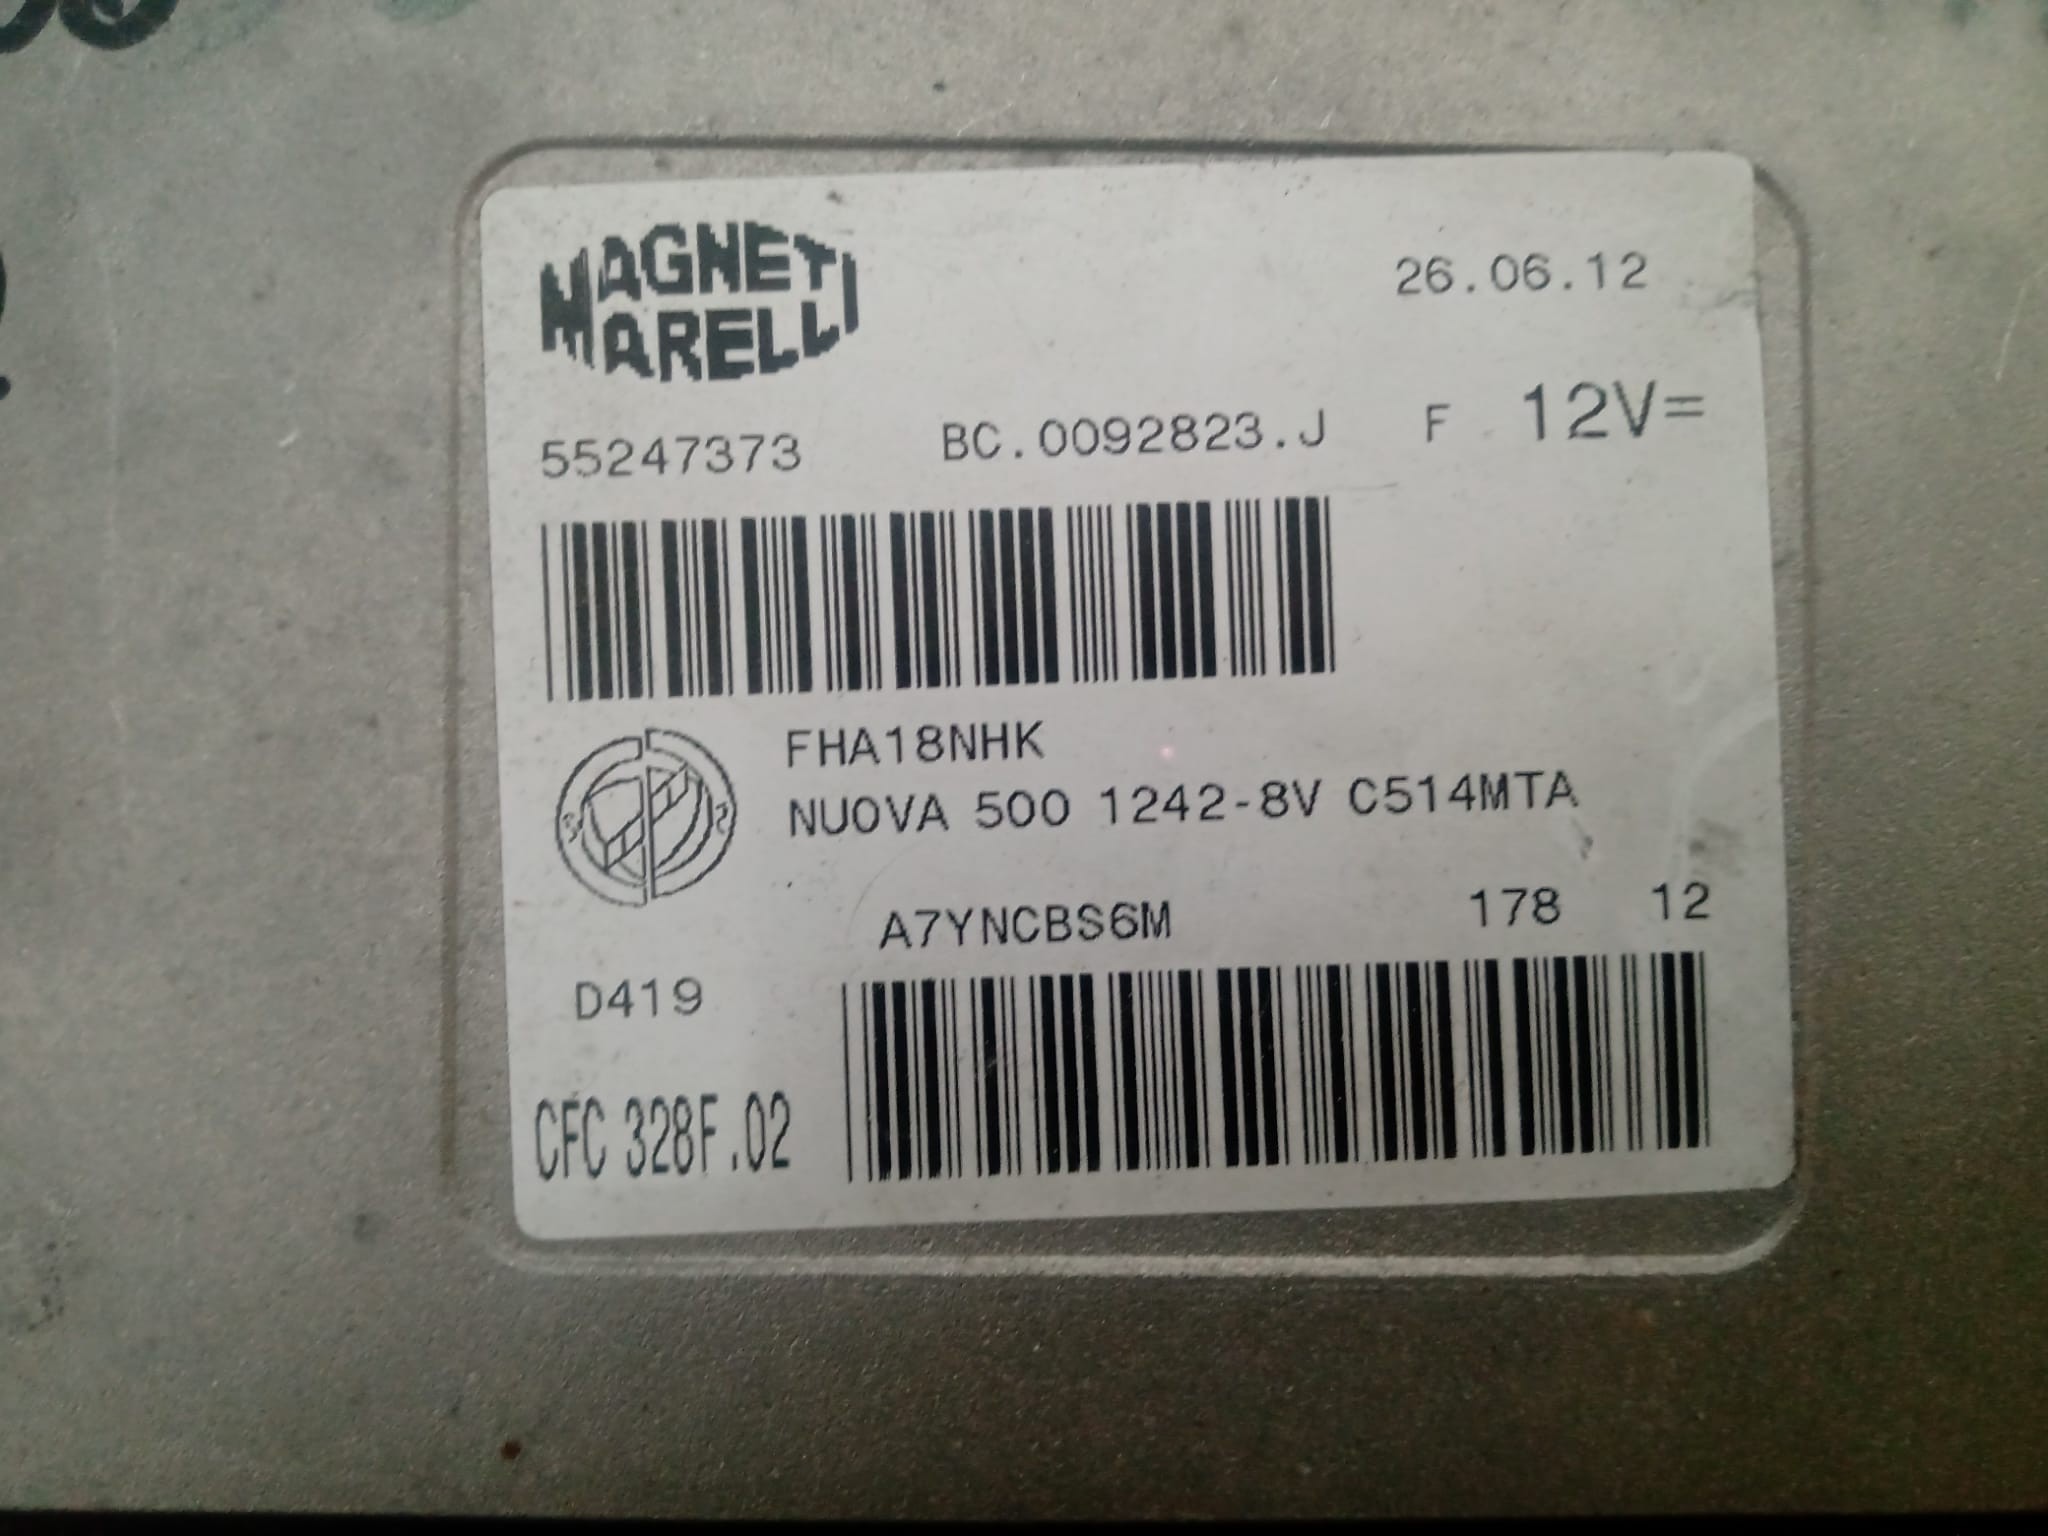 MAGNETI
MARELLI
26.06.12
55247373 BC.0092823.J F 12V=
FHA18NHK
NUOVA 500 1242-8V C514MTA
A7YNCBS6M 178 12
D419
CFC 328F.02